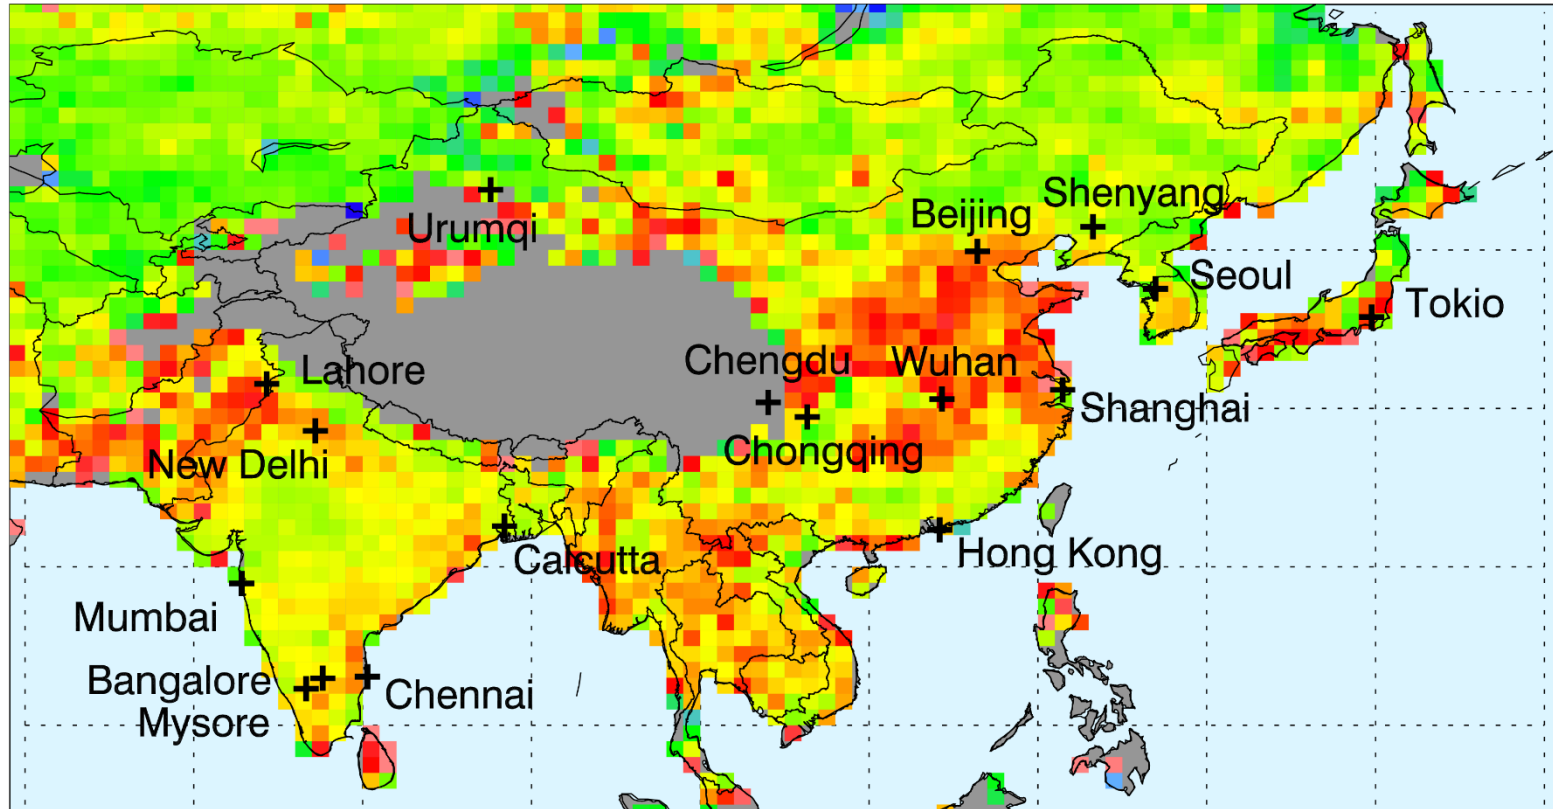 Shenyang
Beijing
Urumqi
Seoul
Tokio
Lahore
Chengdu
Wuhan
Shanghai
New Delhi
Chongqing
Calcutta
Hong Kong
Mumbai
Bangalore
Chennai
Mysore